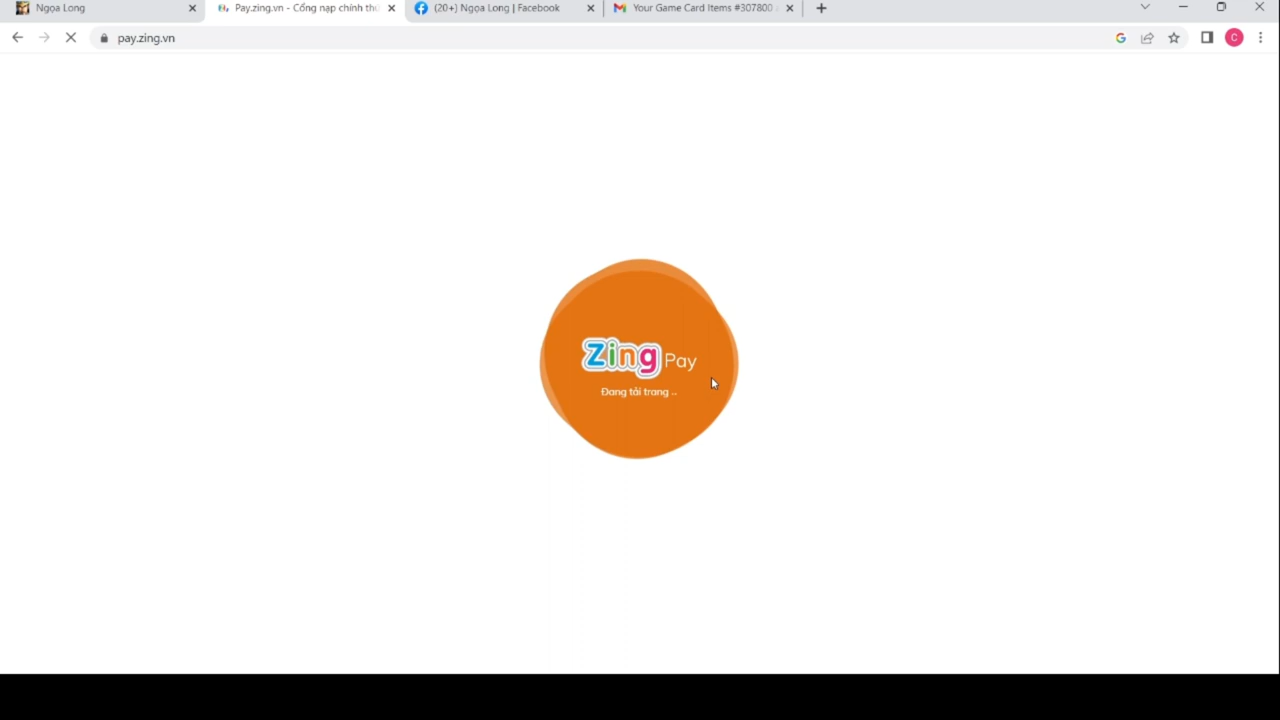 Ngọa Long
Pay.zing.vn - Cổng nạp chính thứ
(20+) Ngọa Long | Facebook
Your Game Card Items #307800
pay.zing.vn
C
Zing Pay
Đang tải trang ..